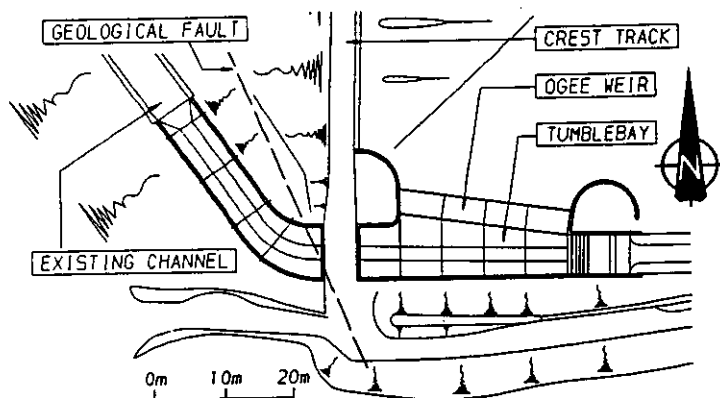 GEOLOGICAL FAULT
CREST TRACK
OGEE WEIR
TUMBLEBAY
N
EXISTING CHANNEL
0m 10m 20m